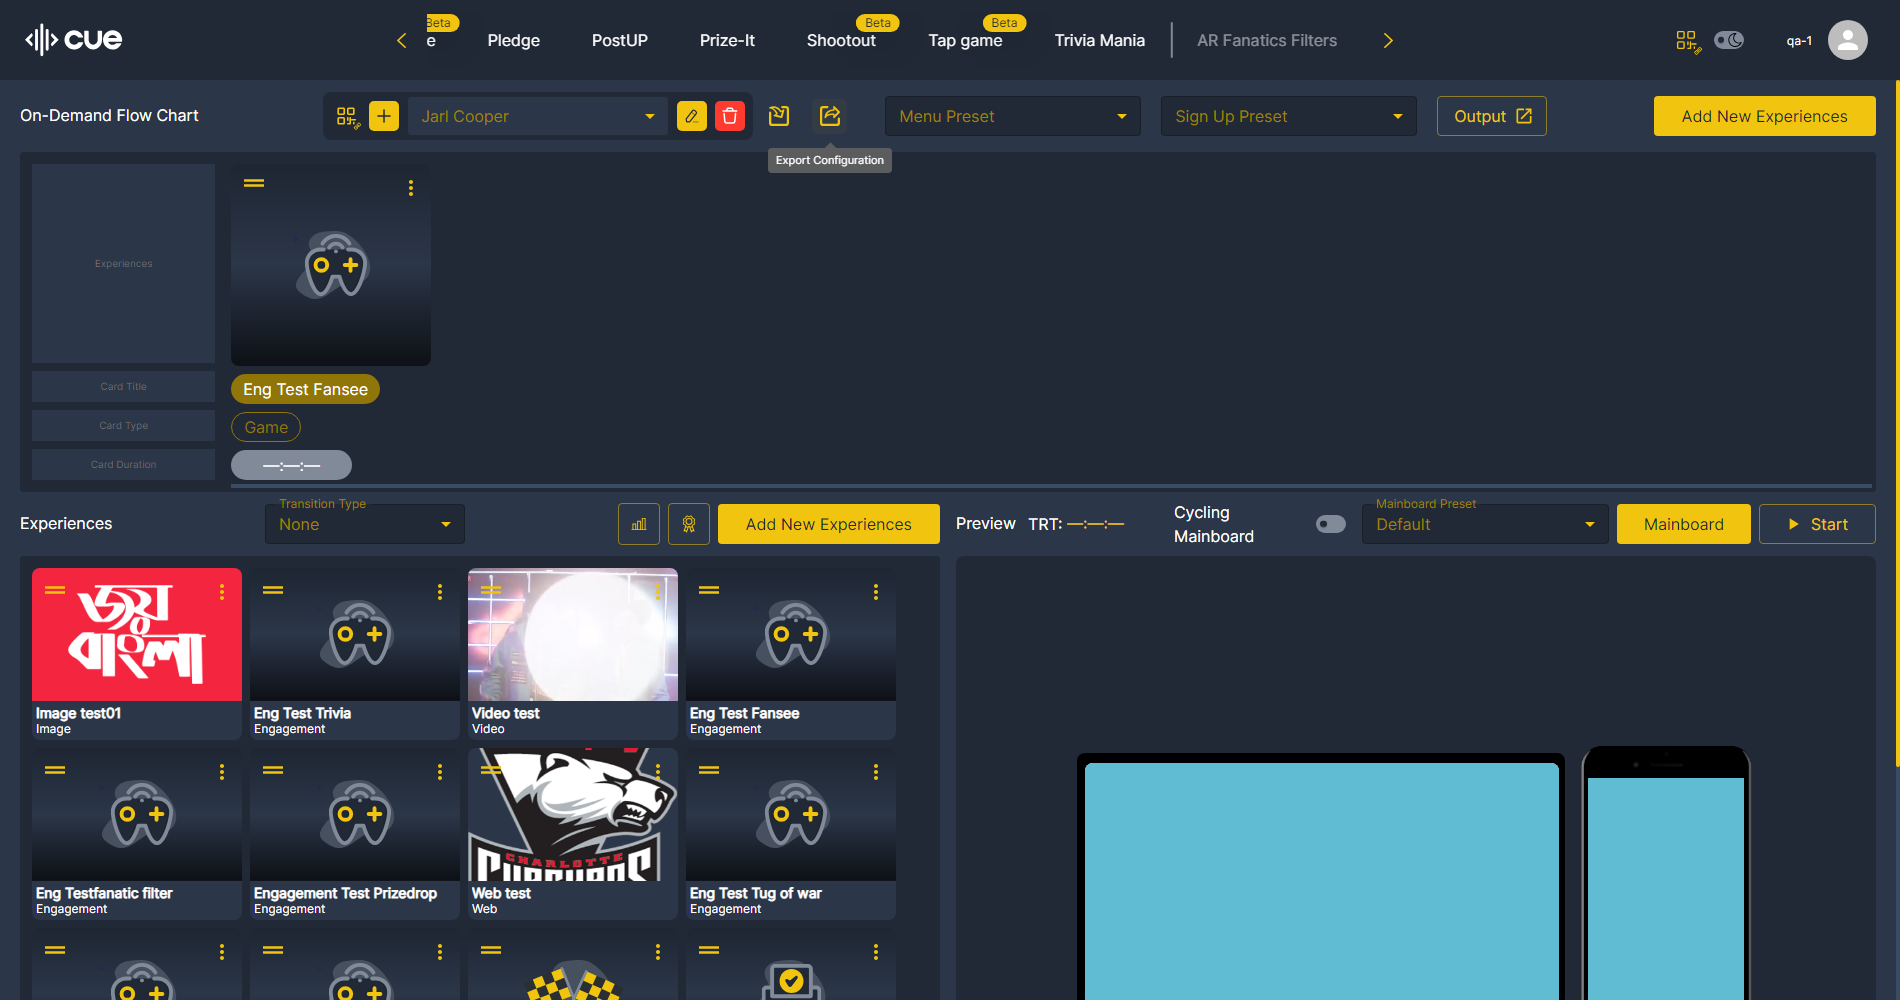 cue
Beta
e
Pledge
PostUP
Prize-It
Beta
Shootout
Beta
Tap game
Trivia Mania
AR Fanatics Filters
qa-1
On-Demand Flow Chart
Jarl Cooper
Menu Preset
Sign Up Preset
Output
Add New Experiences
Export Configuration
Experiences
Card Title
Eng Test Fansee
Card Type
Game
Card Duration
—:—:—
Experiences
Transition Type
None
Add New Experiences
Preview TRT: —:—:—
Cycling
Mainboard
Mainboard Preset
Default
Mainboard
Start
জয়
বাংলা
Image test01
Image
Eng Test Trivia
Engagement
Video test
Video
Eng Test Fansee
Engagement
Eng Testfanatic filter
Engagement
Engagement Test Prizedrop
Engagement
CHARLOTTE
Web test
Web
Eng Test Tug of war
Engagement